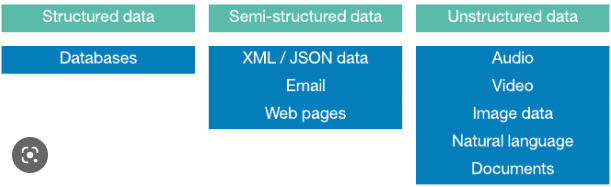 Structured data
Databases
Semi-structured data
XML / JSON data
Email
Web pages
Unstructured data
Audio
Video
Image data
Natural language
Documents